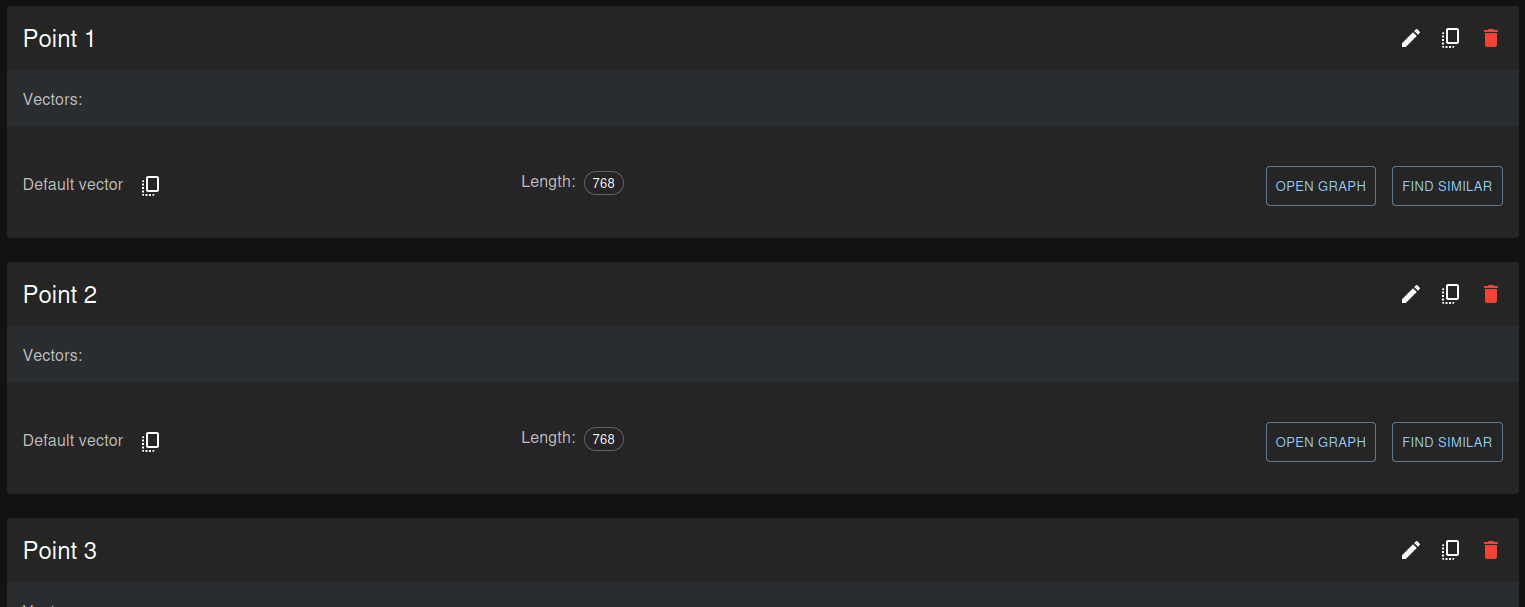 Point 1
Vectors:
Default vector Length: 768 OPEN GRAPH FIND SIMILAR
Point 2
Vectors:
Default vector Length: 768 OPEN GRAPH FIND SIMILAR
Point 3